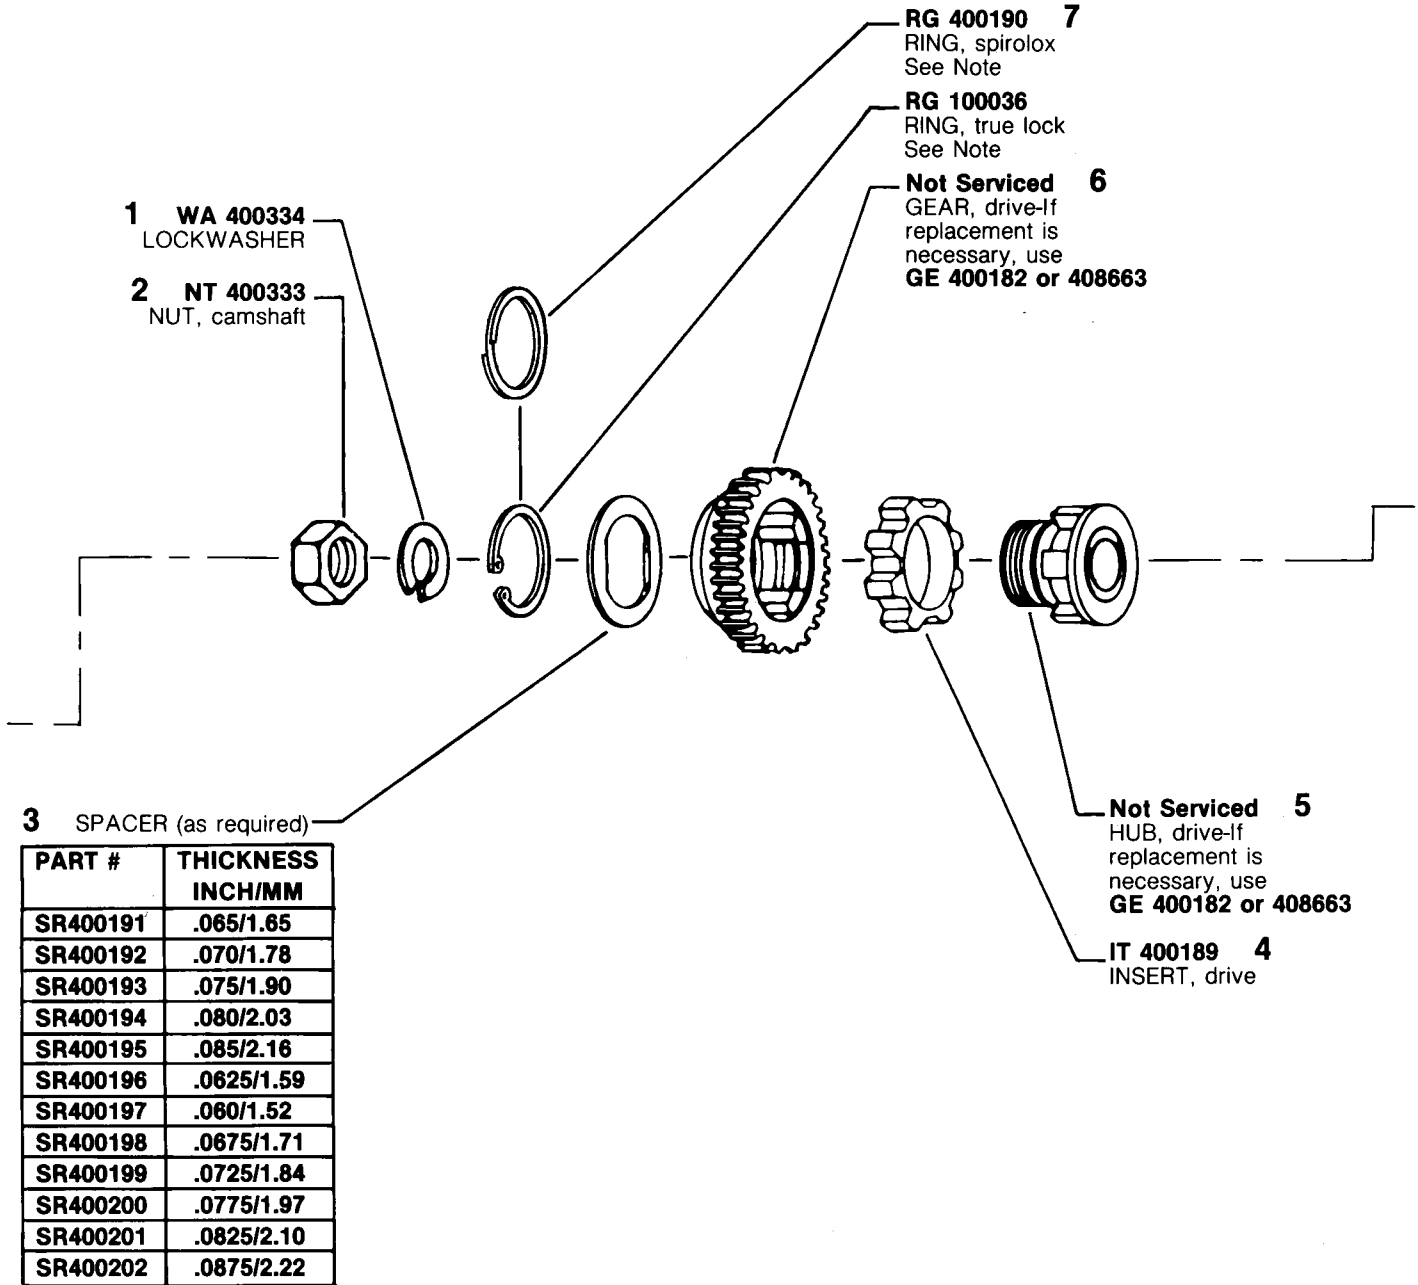 RG 400190 7
RING, spirolox
See Note
RG 100036
RING, true lock
See Note
Not Serviced 6
GEAR, drive-If
replacement is
necessary, use
GE 400182 or 408663
1 WA 400334
LOCKWASHER
2 NT 400333
NUT, camshaft
3 SPACER (as required)
PART # THICKNESS
INCH/MM
SR400191 .065/1.65
SR400192 .070/1.78
SR400193 .075/1.90
SR400194 .080/2.03
SR400195 .085/2.16
SR400196 .0625/1.59
SR400197 .060/1.52
SR400198 .0675/1.71
SR400199 .0725/1.84
SR400200 .0775/1.97
SR400201 .0825/2.10
SR400202 .0875/2.22
Not Serviced 5
HUB, drive-If
replacement is
necessary, use
GE 400182 or 408663
IT 400189 4
INSERT, drive